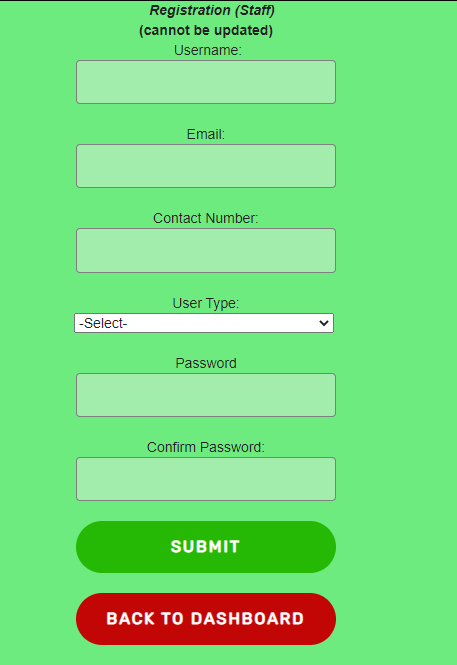 Registration (Staff)
(cannot be updated)
Username:
Email:
Contact Number:
User Type:
-Select-
Password
Confirm Password:
SUBMIT
BACK TO DASHBOARD